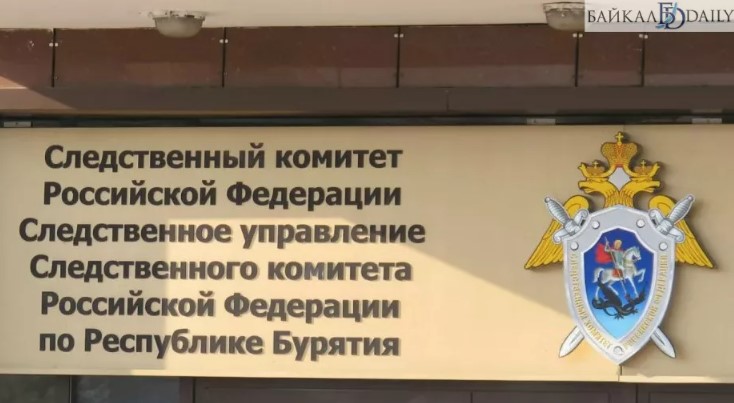 БАЙКАЛ DAILY
Следственный комитет
Российской Федерации
Следственное управление
Следственного комитета
Российской Федерации
по Республике Бурятия